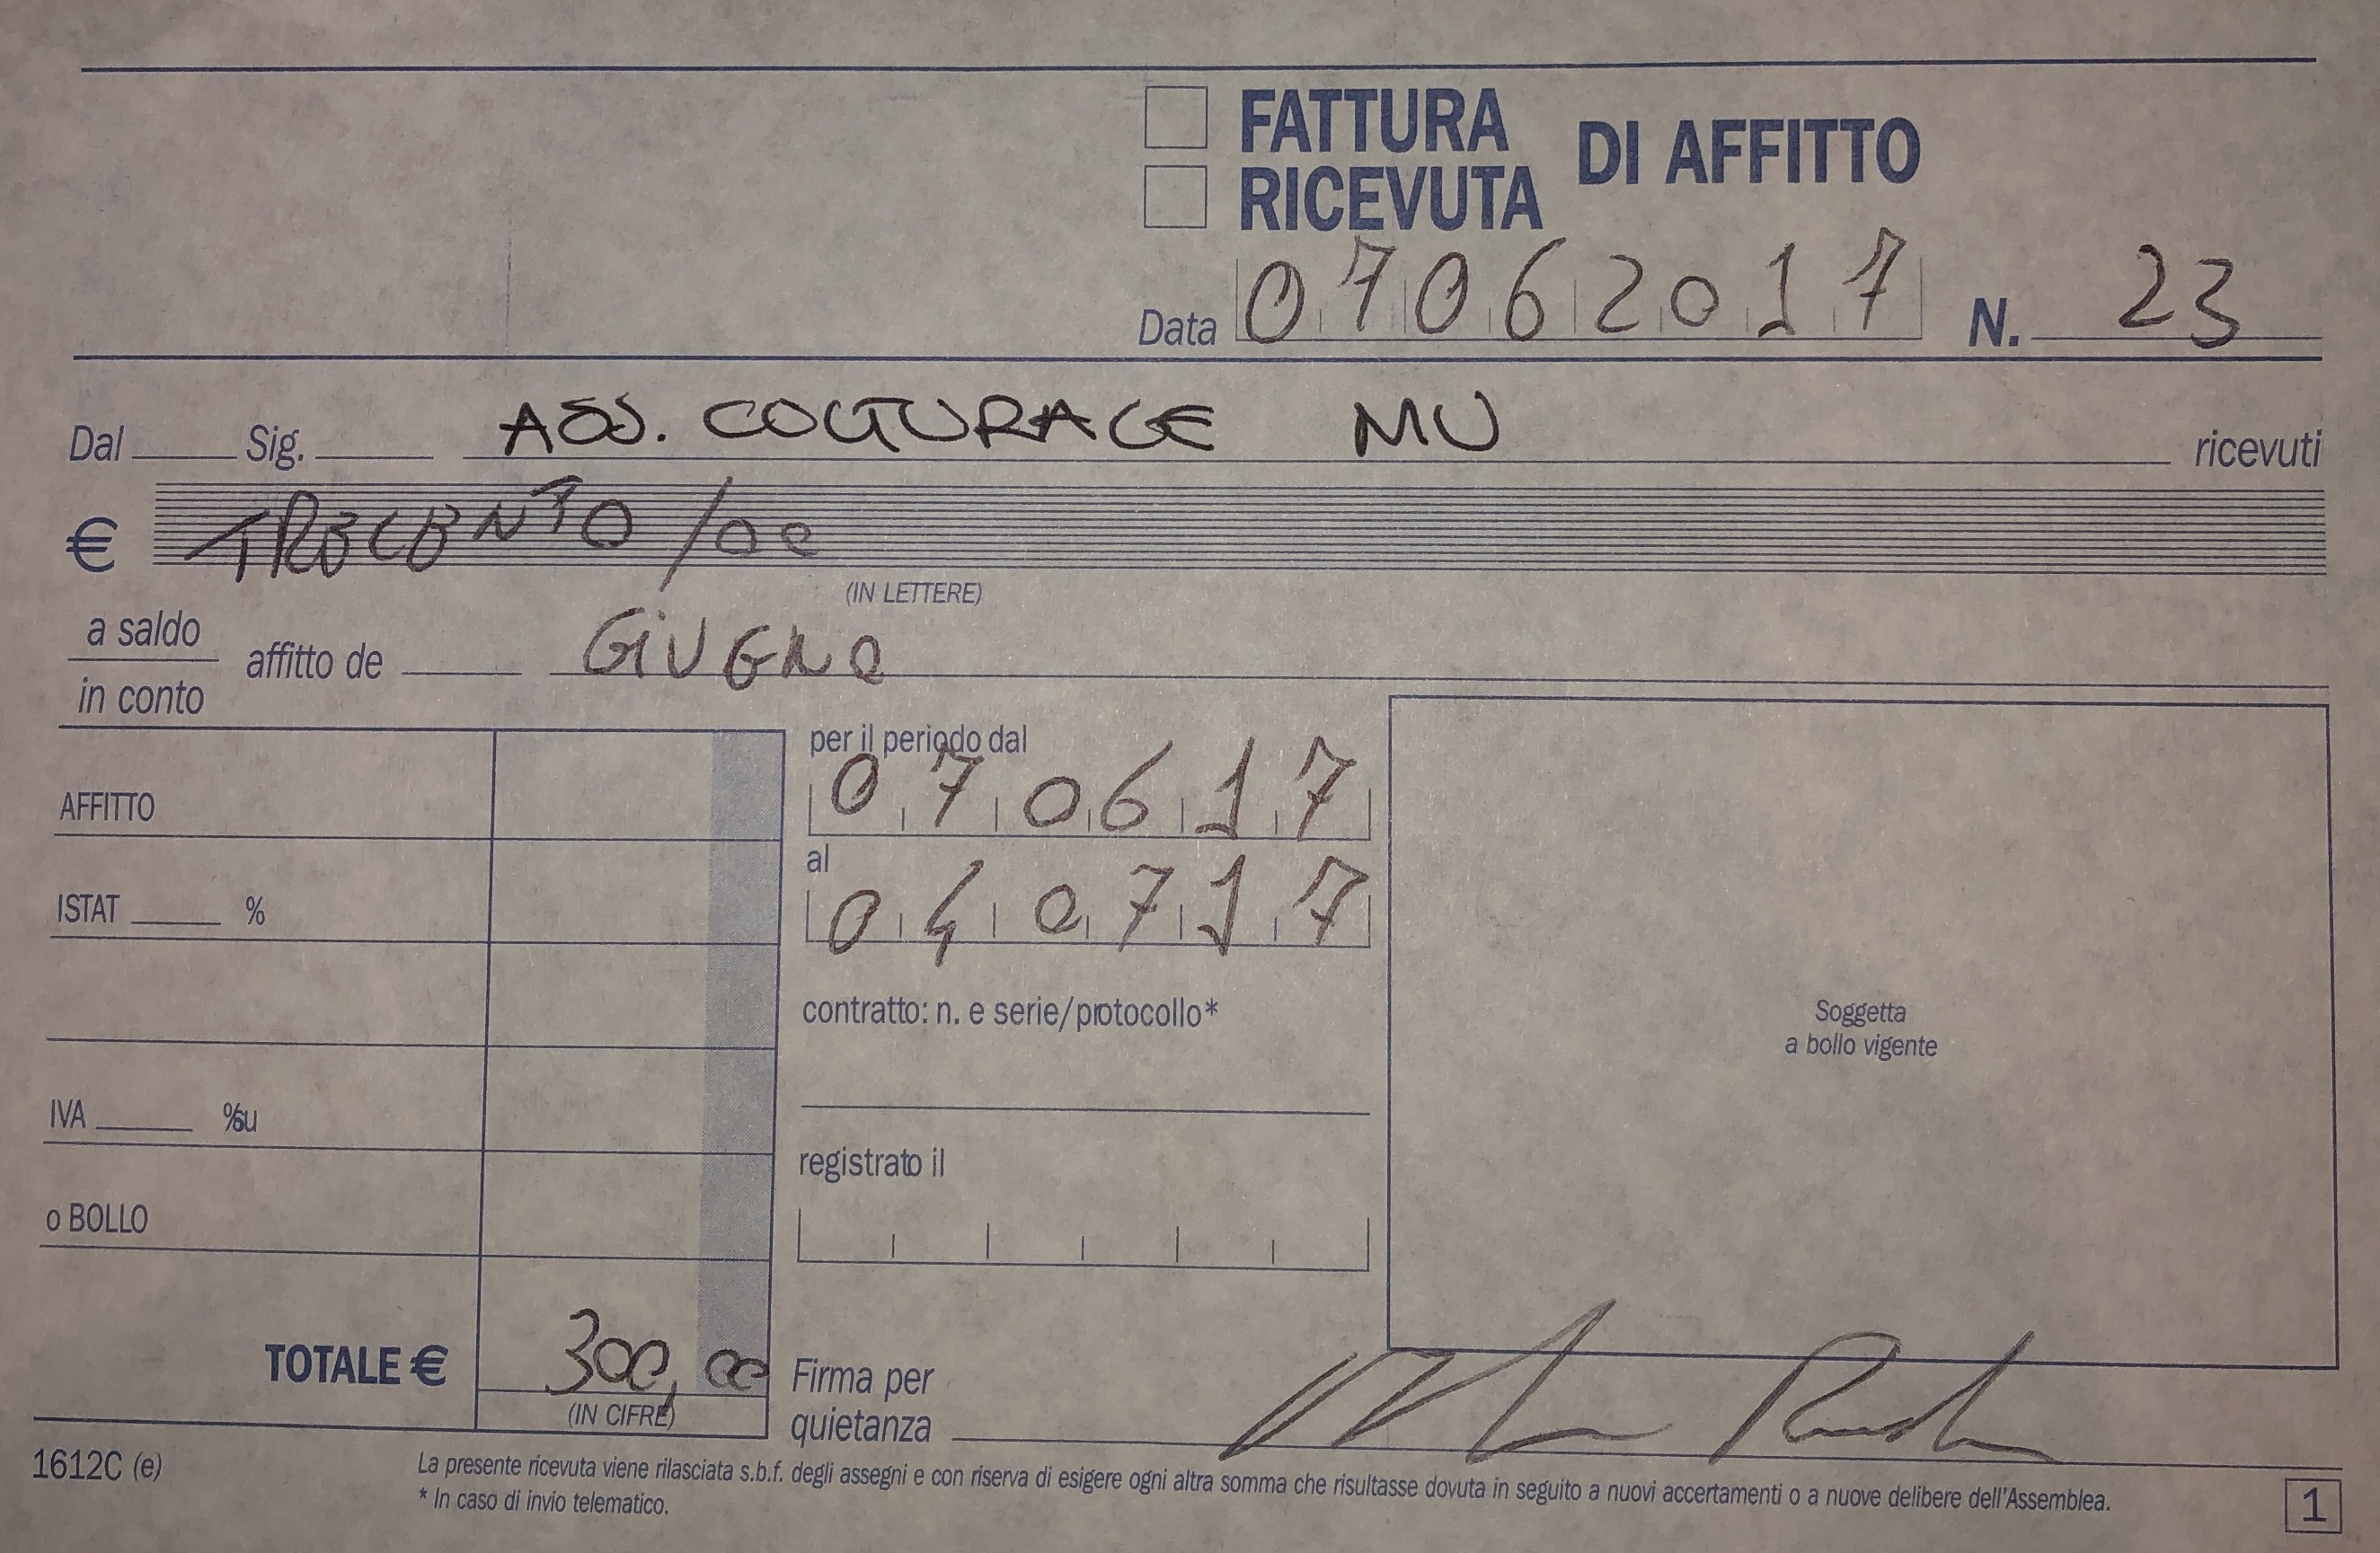 FATTURA
RICEVUTA DI AFFITTO
Data 07062017 N. 23
Dal Sig. ASS. COLTURALE MU ricevuti
€ TRECENTO/00
(IN LETTERE)
a saldo
in conto
affitto de GIUGNO
per il periodo dal
070617
AFFITTO
al
040717
ISTAT %
contratto: n. e serie/protocollo*
Soggetta
a bollo vigente
IVA %su
registrato il
o BOLLO
TOTALE € 300,00
(IN CIFRE)
Firma per
quietanza
1612C (e)
La presente ricevuta viene rilasciata s.b.f. degli assegni e con riserva di esigere ogni altra somma che risultasse dovuta in seguito a nuovi accertamenti o a nuove delibere dell'Assemblea.
* In caso di invio telematico.
1